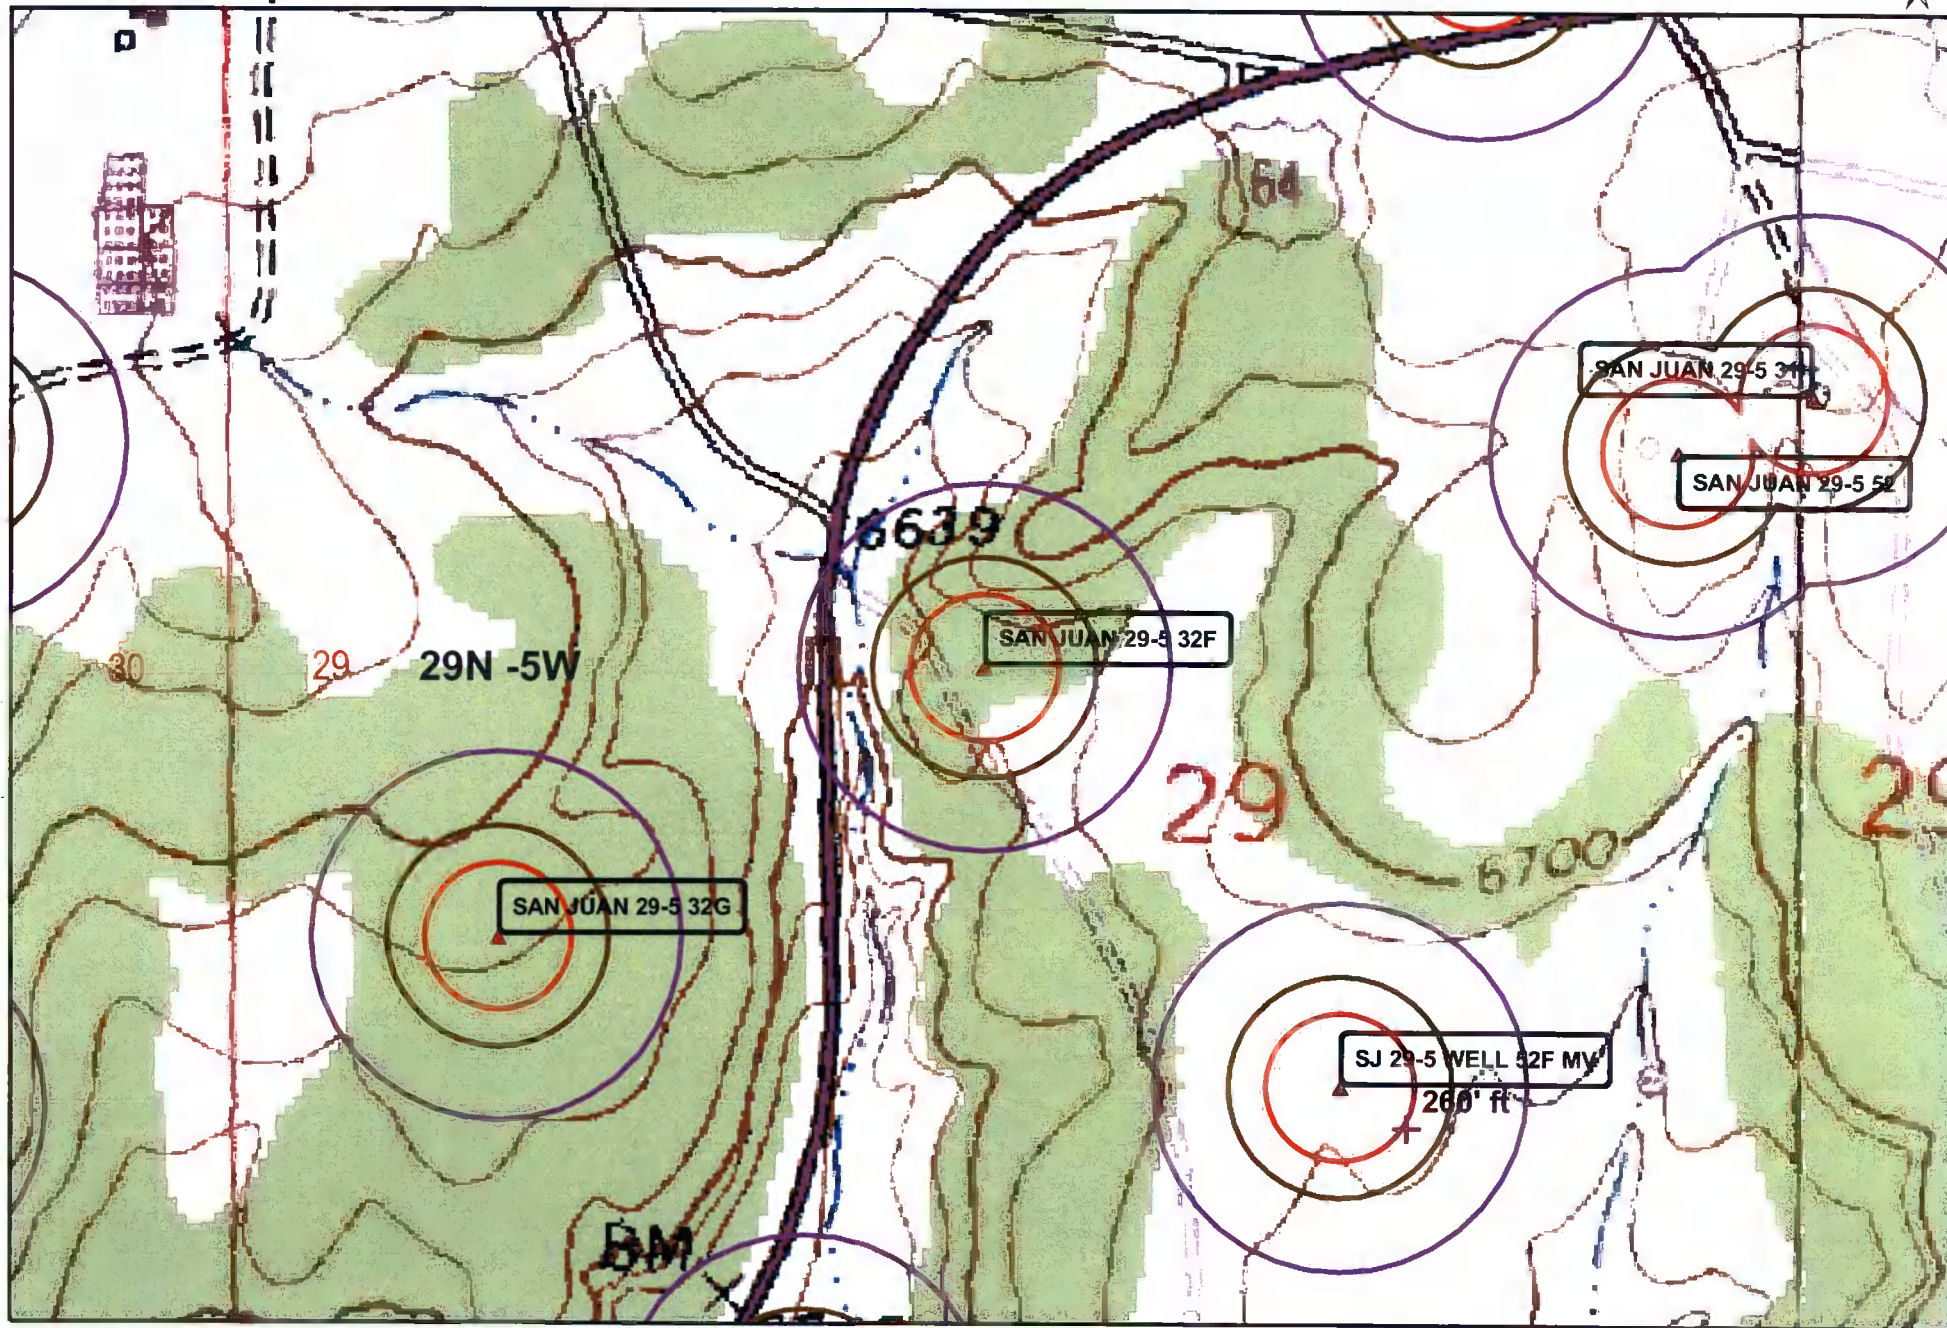 64
SAN JUAN 29-5 31
SAN JUAN 29-5 52
6639
SAN JUAN 29-5 32F
30
29
29N -5W
29
29
6700
SAN JUAN 29-5 32G
SJ 29-5 WELL 52F MV
260' ft
BM